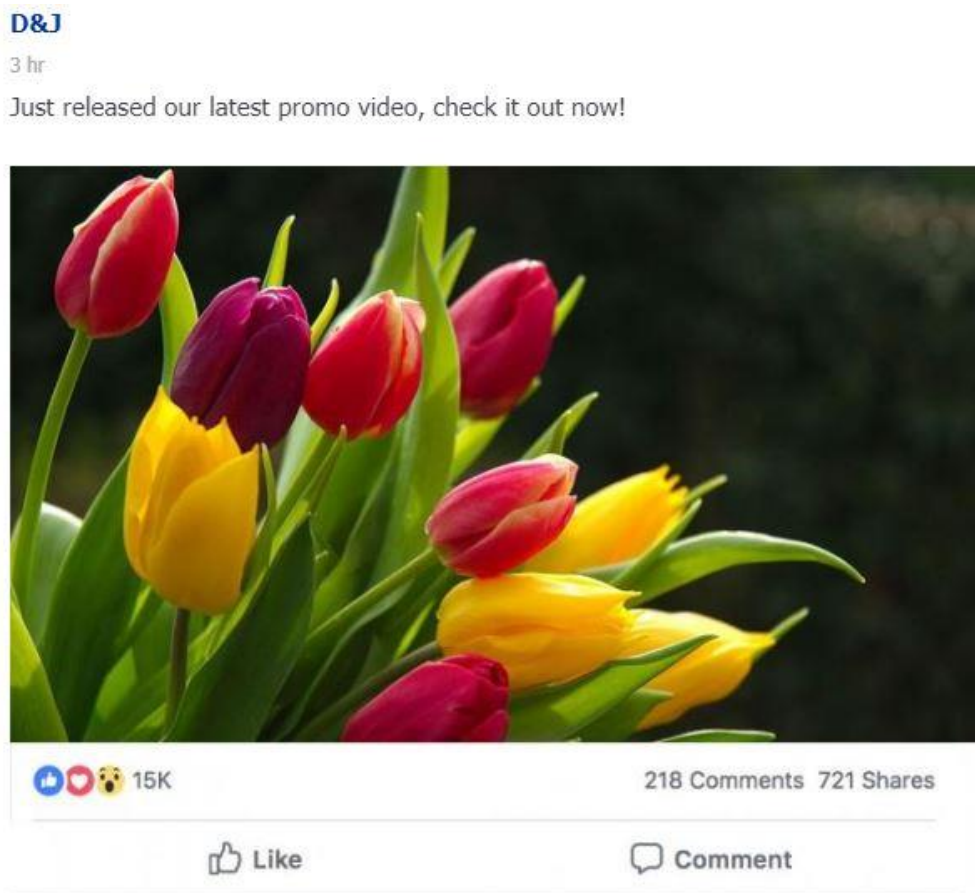 D&J
3 hr
Just released our latest promo video, check it out now!
15K
218 Comments 721 Shares
Like
Comment